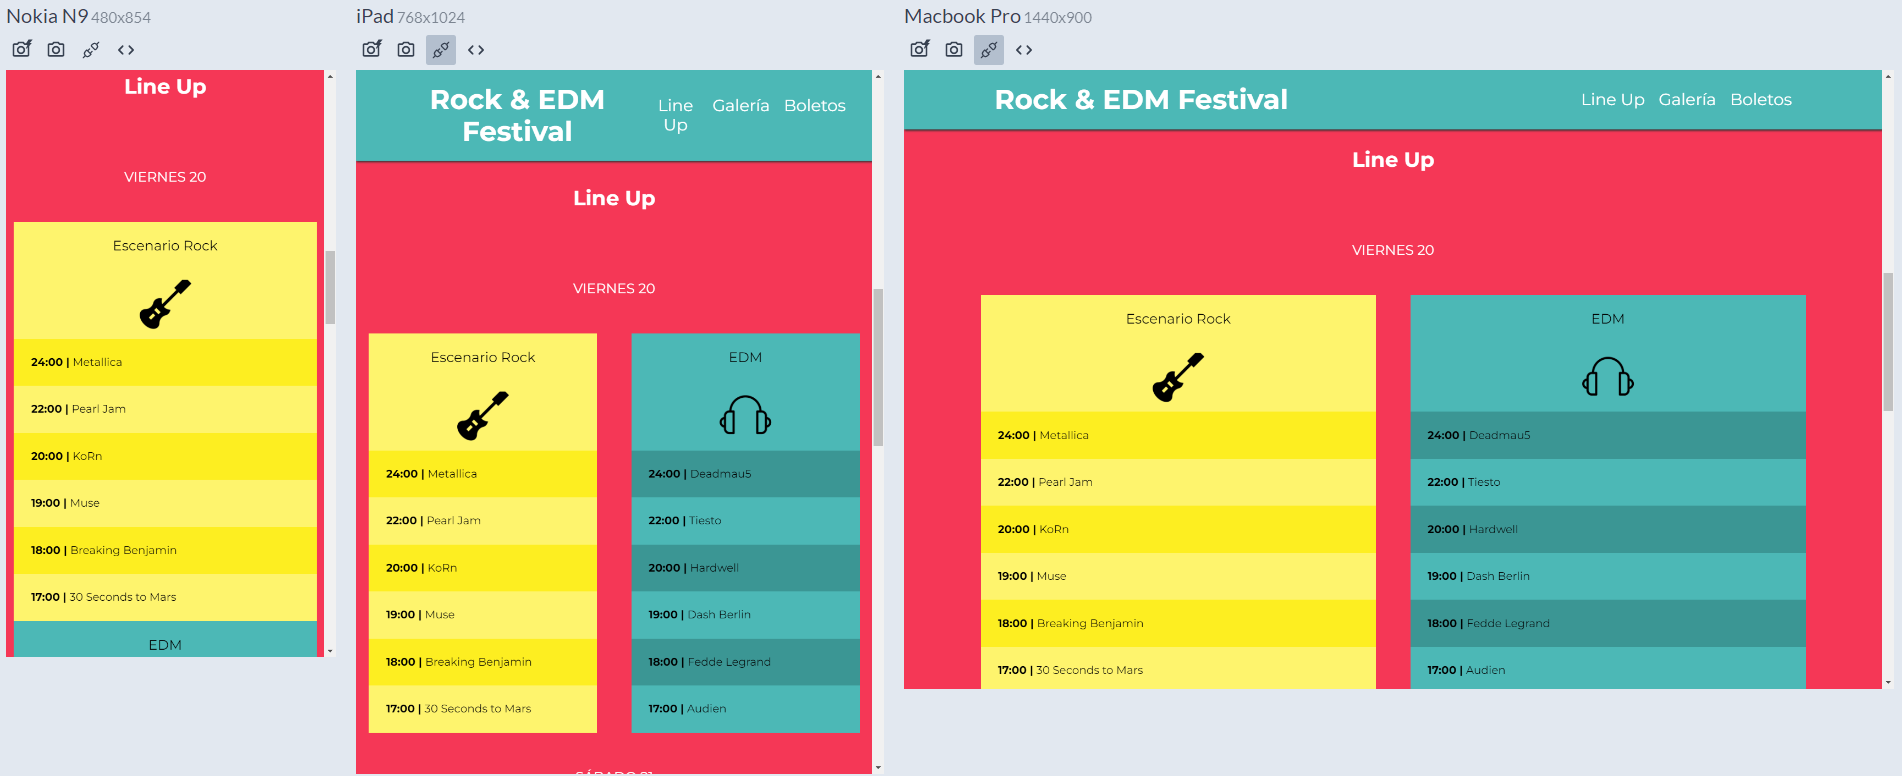 Nokia N9 480x854
Line Up
VIERNES 20
Escenario Rock
24:00 | Metallica
22:00 | Pearl Jam
20:00 | KoRn
19:00 | Muse
18:00 | Breaking Benjamin
17:00 | 30 Seconds to Mars
EDM
iPad 768x1024
Rock & EDM
Festival
Line
Up
Galería
Boletos
Line Up
VIERNES 20
Escenario Rock
24:00 | Metallica
22:00 | Pearl Jam
20:00 | KoRn
19:00 | Muse
18:00 | Breaking Benjamin
17:00 | 30 Seconds to Mars
EDM
24:00 | Deadmau5
22:00 | Tiesto
20:00 | Hardwell
19:00 | Dash Berlin
18:00 | Fedde Legrand
17:00 | Audien
SÁBADO 21
Macbook Pro 1440x900
Rock & EDM Festival
Line Up Galería Boletos
Line Up
VIERNES 20
Escenario Rock
24:00 | Metallica
22:00 | Pearl Jam
20:00 | KoRn
19:00 | Muse
18:00 | Breaking Benjamin
17:00 | 30 Seconds to Mars
EDM
24:00 | Deadmau5
22:00 | Tiesto
20:00 | Hardwell
19:00 | Dash Berlin
18:00 | Fedde Legrand
17:00 | Audien